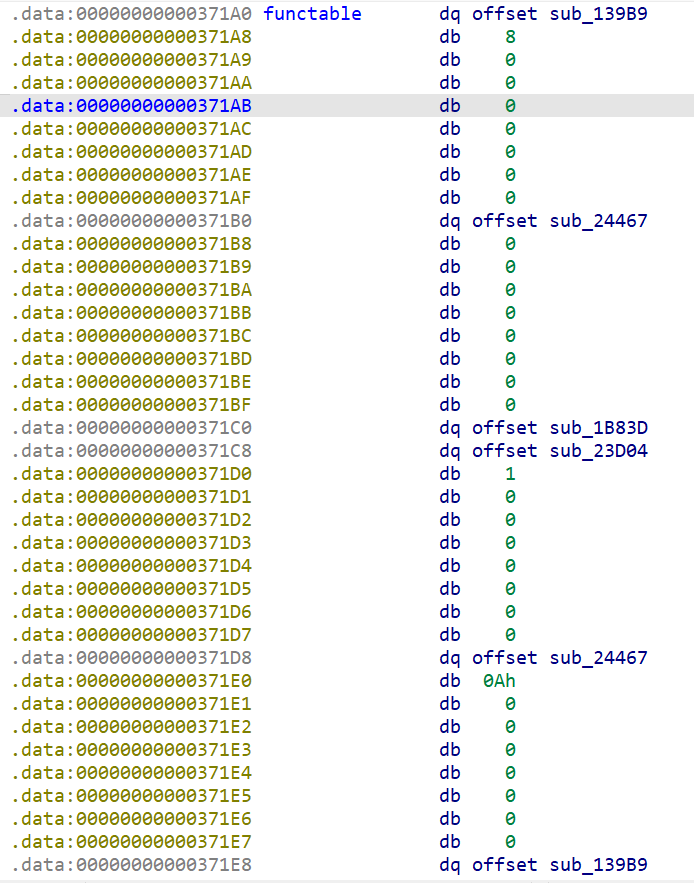 .data:00000000000371A0 functable dq offset sub_139B9
.data:00000000000371A8 db 8
.data:00000000000371A9 db 0
.data:00000000000371AA db 0
.data:00000000000371AB db 0
.data:00000000000371AC db 0
.data:00000000000371AD db 0
.data:00000000000371AE db 0
.data:00000000000371AF db 0
.data:00000000000371B0 dq offset sub_24467
.data:00000000000371B8 db 0
.data:00000000000371B9 db 0
.data:00000000000371BA db 0
.data:00000000000371BB db 0
.data:00000000000371BC db 0
.data:00000000000371BD db 0
.data:00000000000371BE db 0
.data:00000000000371BF db 0
.data:00000000000371C0 dq offset sub_1B83D
.data:00000000000371C8 dq offset sub_23D04
.data:00000000000371D0 db 1
.data:00000000000371D1 db 0
.data:00000000000371D2 db 0
.data:00000000000371D3 db 0
.data:00000000000371D4 db 0
.data:00000000000371D5 db 0
.data:00000000000371D6 db 0
.data:00000000000371D7 db 0
.data:00000000000371D8 dq offset sub_24467
.data:00000000000371E0 db 0Ah
.data:00000000000371E1 db 0
.data:00000000000371E2 db 0
.data:00000000000371E3 db 0
.data:00000000000371E4 db 0
.data:00000000000371E5 db 0
.data:00000000000371E6 db 0
.data:00000000000371E7 db 0
.data:00000000000371E8 dq offset sub_139B9